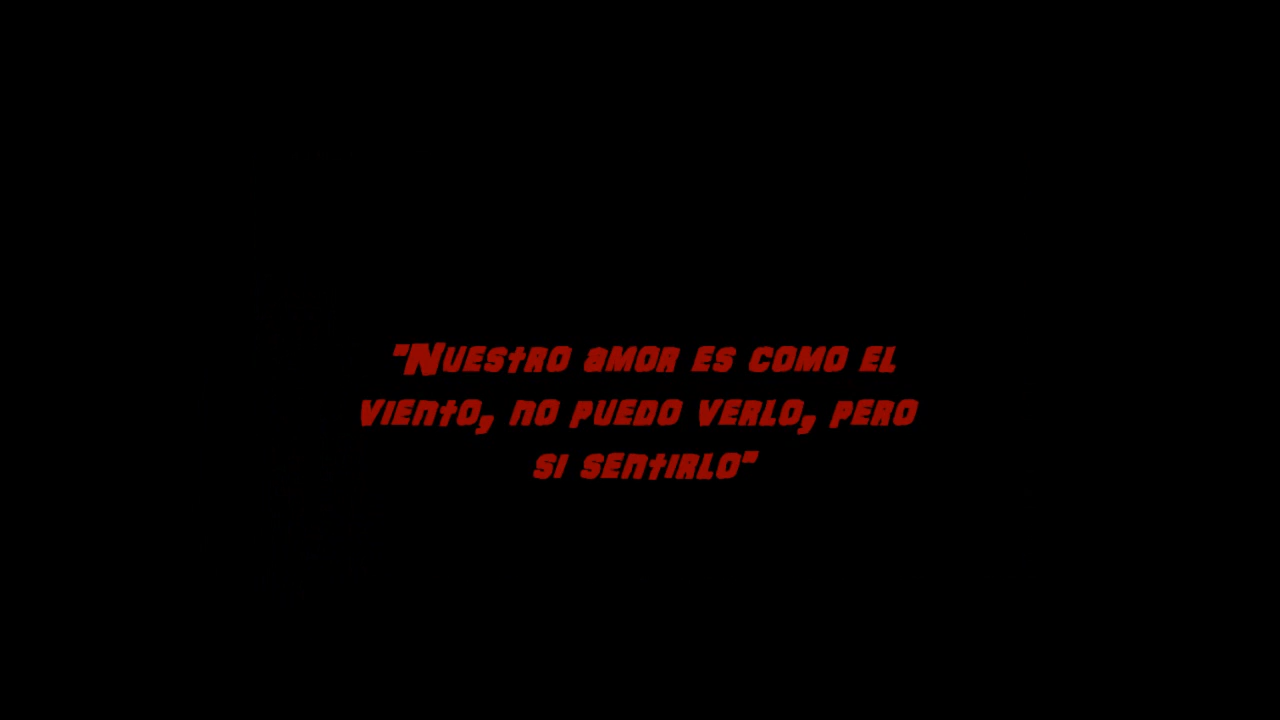 "Nuestro amor es como el
viento, no puedo verlo, pero
si sentirlo"